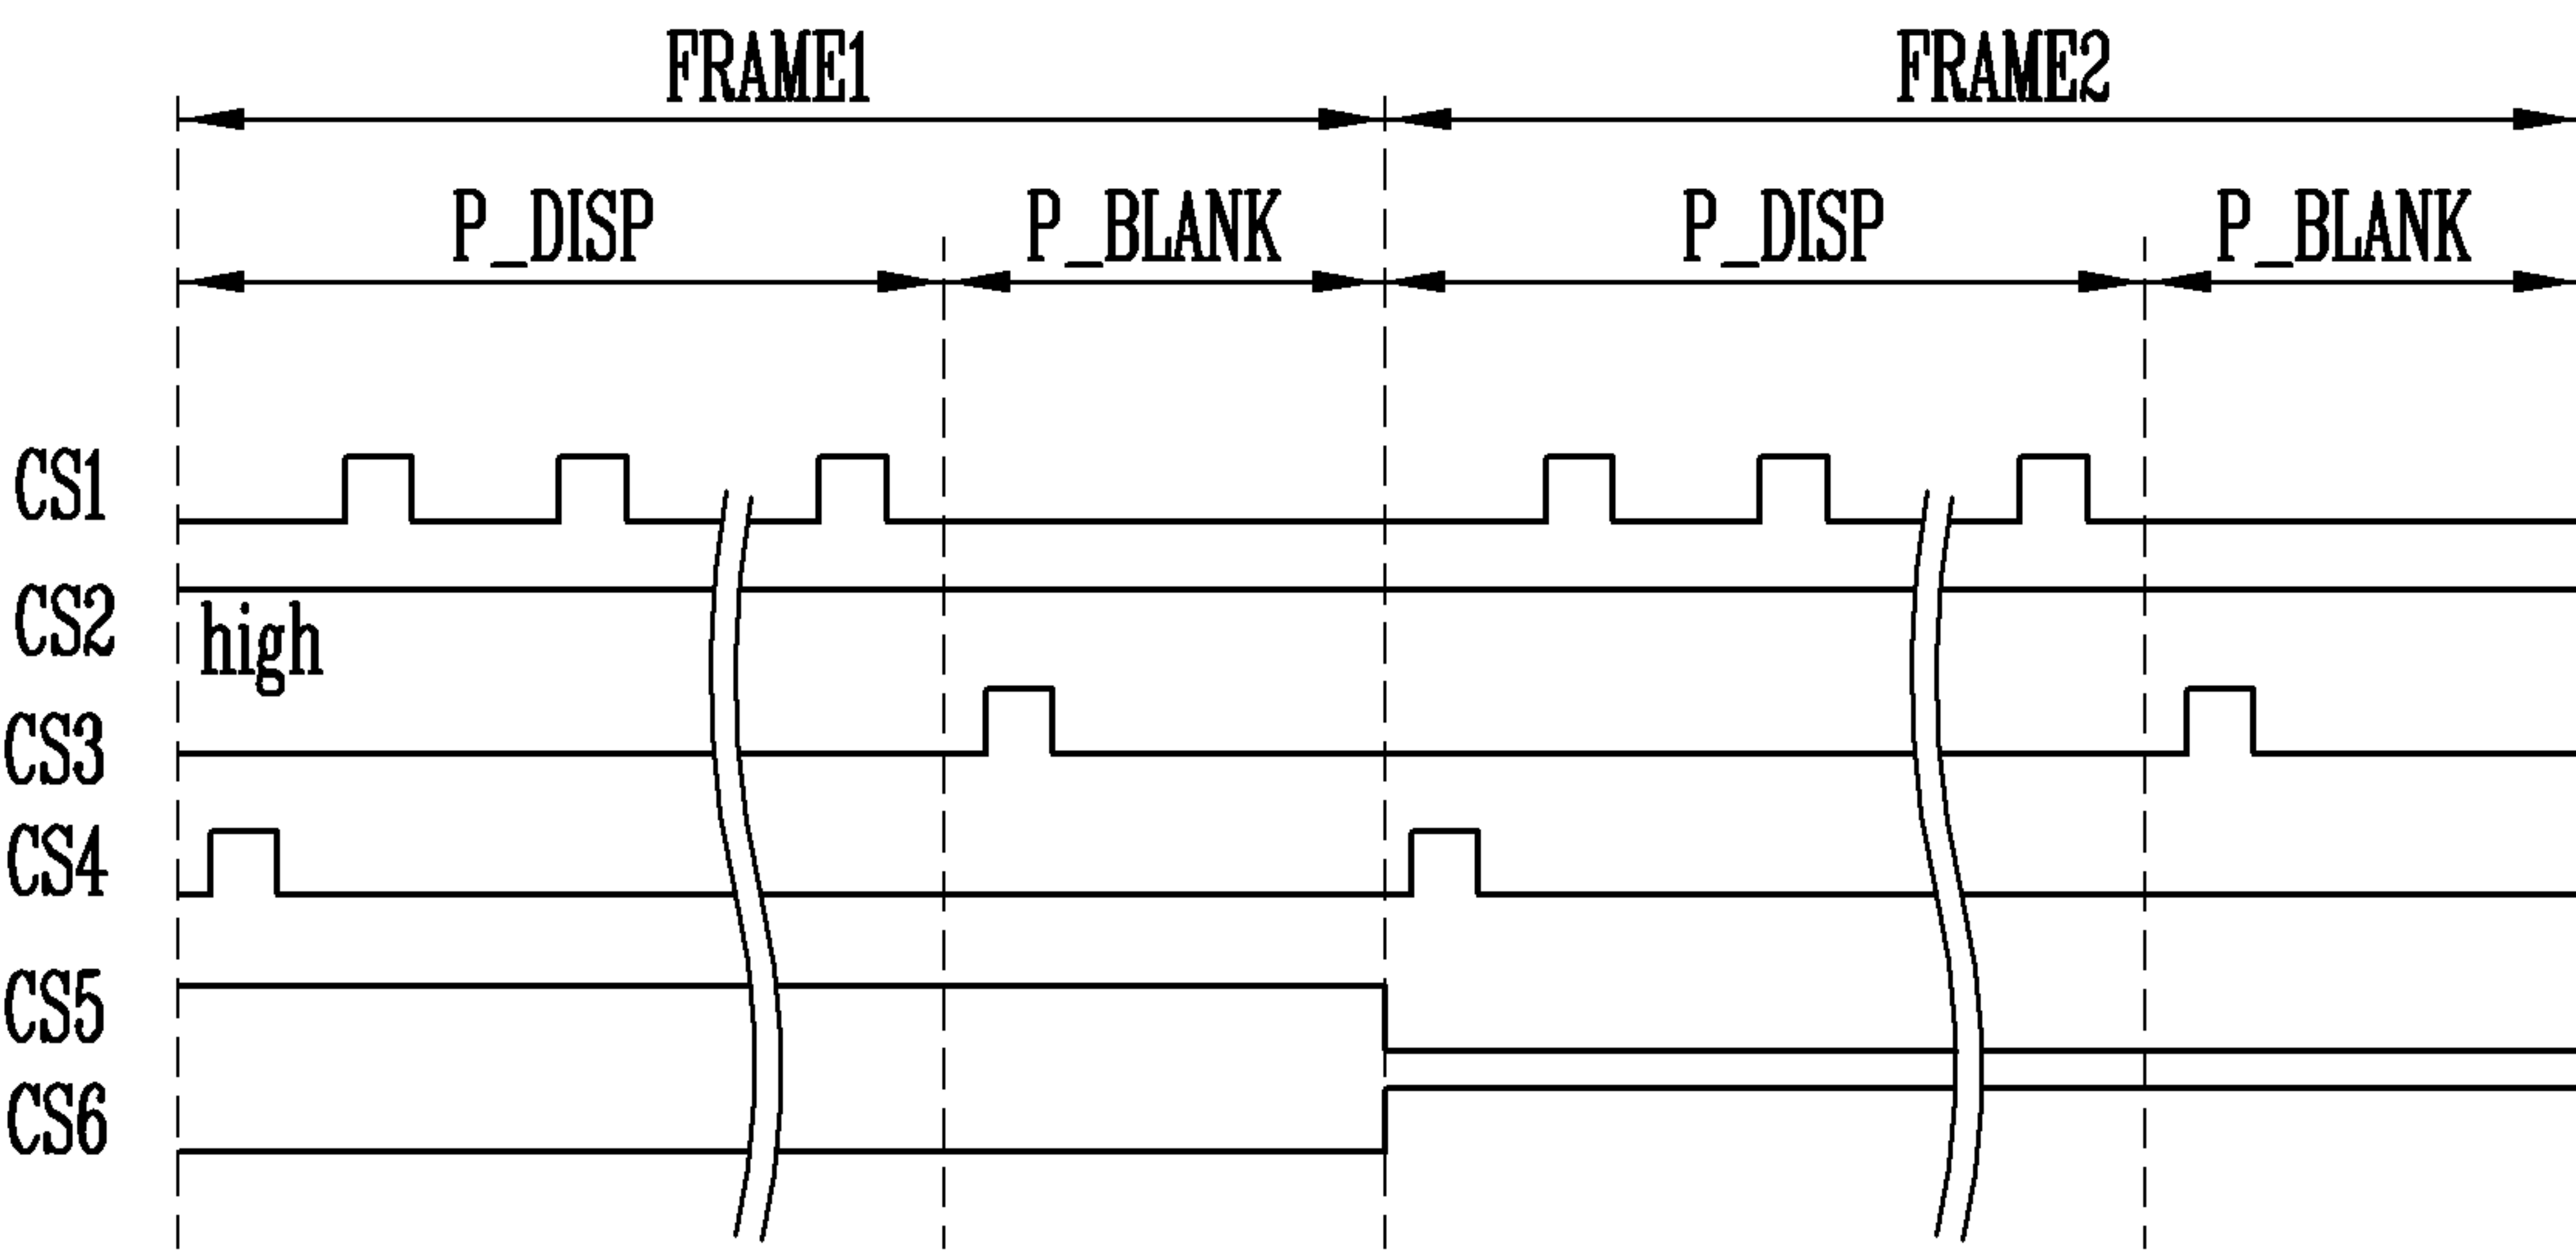 FRAME1 FRAME2
P_DISP P_BLANK P_DISP P_BLANK
CS1
CS2
high
CS3
CS4
CS5
CS6